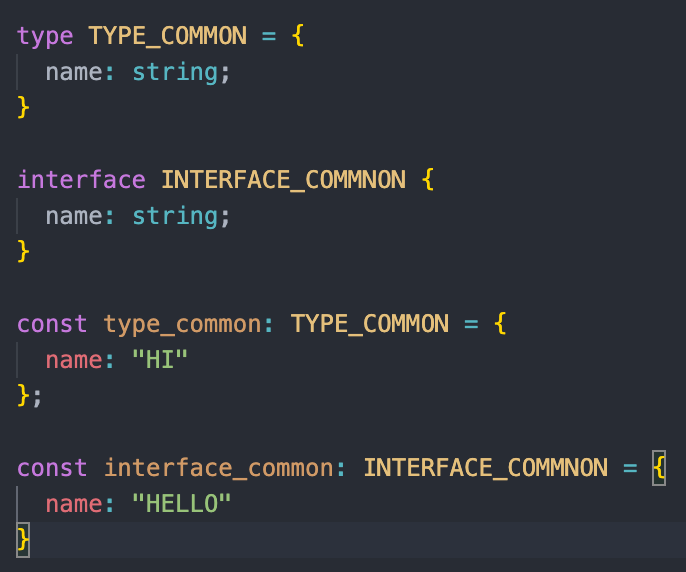 type TYPE_COMMON = {
  name: string;
}

interface INTERFACE_COMMNON {
  name: string;
}

const type_common: TYPE_COMMON = {
  name: "HI"
};

const interface_common: INTERFACE_COMMNON = {
  name: "HELLO"
}